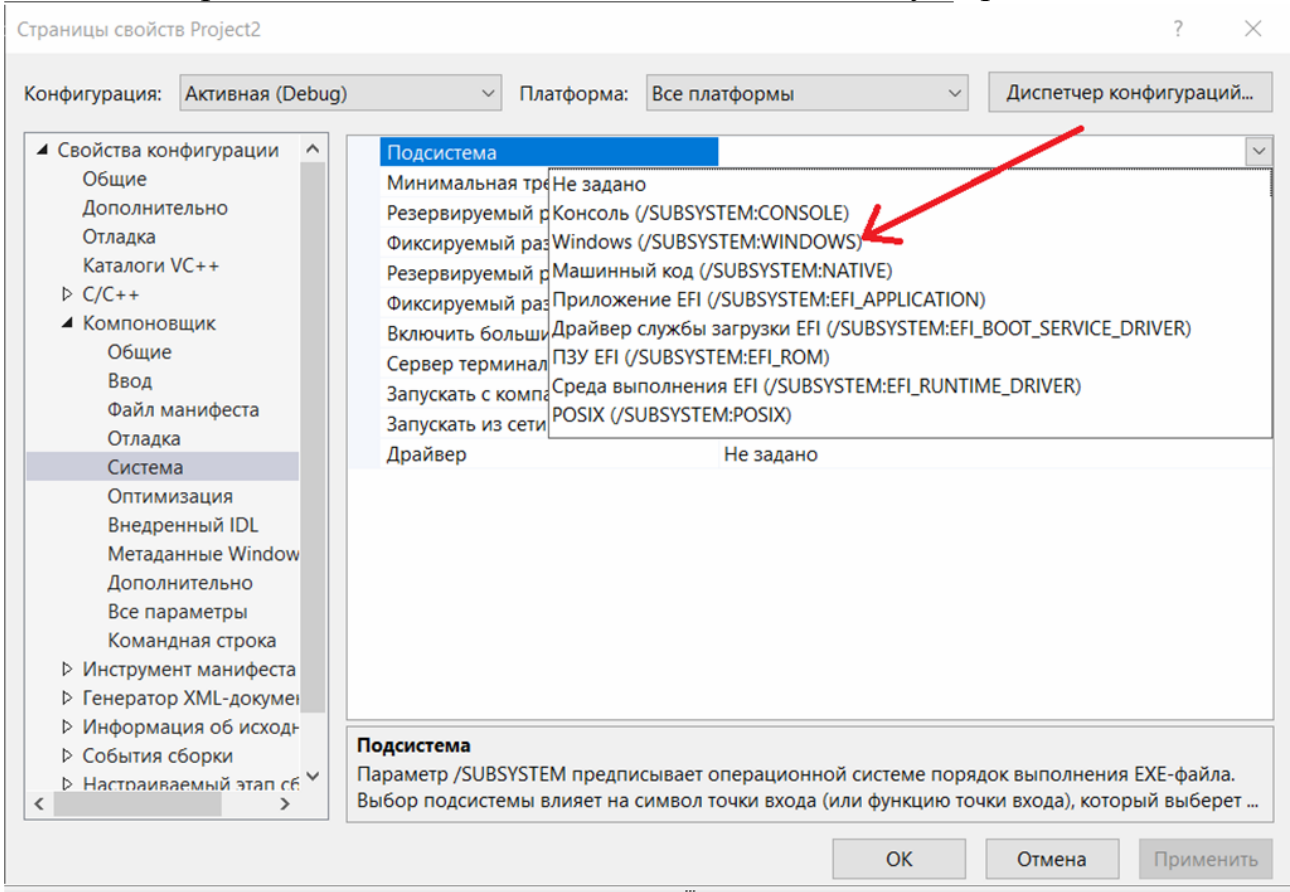 Страницы свойств Project2 ?
Конфигурация: Активная (Debug) Платформа: Все платформы Диспетчер конфигураций...
Свойства конфигурации
Общие
Дополнительно
Отладка
Каталоги VC++
C/C++
Компоновщик
Общие
Ввод
Файл манифеста
Отладка
Система
Оптимизация
Внедренный IDL
Метаданные Window
Дополнительно
Все параметры
Командная строка
Инструмент манифеста
Генератор XML-докумен
Информация об исходн
События сборки
Настраиваемый этап сб
Подсистема
Минимальная тре Не задано
Резервируемый р Консоль (/SUBSYSTEM:CONSOLE)
Фиксируемый раз Windows (/SUBSYSTEM:WINDOWS)
Резервируемый р Машинный код (/SUBSYSTEM:NATIVE)
Фиксируемый раз Приложение EFI (/SUBSYSTEM:EFI_APPLICATION)
Включить больши Драйвер службы загрузки EFI (/SUBSYSTEM:EFI_BOOT_SERVICE_DRIVER)
Сервер терминал ПЗУ EFI (/SUBSYSTEM:EFI_ROM)
Запускать с компа Среда выполнения EFI (/SUBSYSTEM:EFI_RUNTIME_DRIVER)
Запускать из сети POSIX (/SUBSYSTEM:POSIX)
Драйвер Не задано
Подсистема
Параметр /SUBSYSTEM предписывает операционной системе порядок выполнения EXE-файла.
Выбор подсистемы влияет на символ точки входа (или функцию точки входа), который выберет ...
ОК Отмена Применить